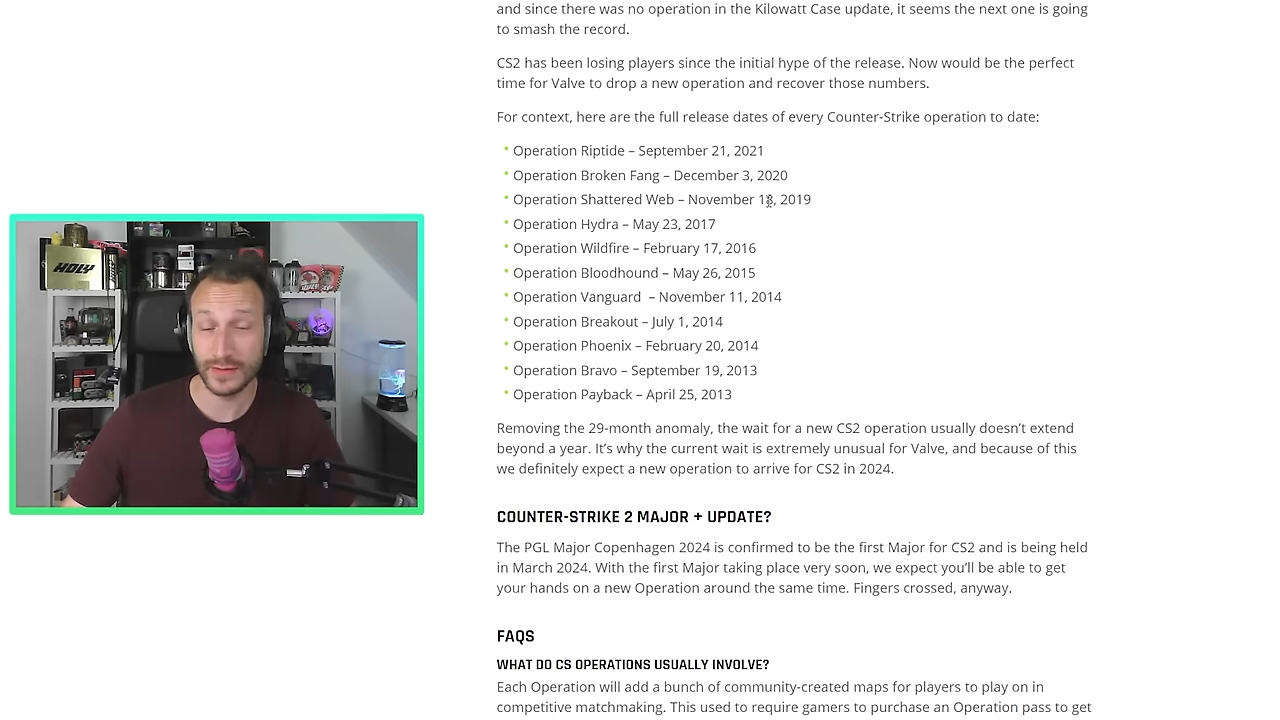 and since there was no operation in the Kilowatt Case update, it seems the next one is going
to smash the record.
CS2 has been losing players since the initial hype of the release. Now would be the perfect
time for Valve to drop a new operation and recover those numbers.
For context, here are the full release dates of every Counter-Strike operation to date:
• Operation Riptide – September 21, 2021
• Operation Broken Fang – December 3, 2020
• Operation Shattered Web – November 18, 2019
• Operation Hydra – May 23, 2017
• Operation Wildfire – February 17, 2016
• Operation Bloodhound – May 26, 2015
• Operation Vanguard  – November 11, 2014
• Operation Breakout – July 1, 2014
• Operation Phoenix – February 20, 2014
• Operation Bravo – September 19, 2013
• Operation Payback – April 25, 2013
Removing the 29-month anomaly, the wait for a new CS2 operation usually doesn’t extend
beyond a year. It’s why the current wait is extremely unusual for Valve, and because of this
we definitely expect a new operation to arrive for CS2 in 2024.
COUNTER-STRIKE 2 MAJOR + UPDATE?
The PGL Major Copenhagen 2024 is confirmed to be the first Major for CS2 and is being held
in March 2024. With the first Major taking place very soon, we expect you’ll be able to get
your hands on a new Operation around the same time. Fingers crossed, anyway.
FAQS
WHAT DO CS OPERATIONS USUALLY INVOLVE?
Each Operation will add a bunch of community-created maps for players to play on in
competitive matchmaking. This used to require gamers to purchase an Operation pass to get
HOLY